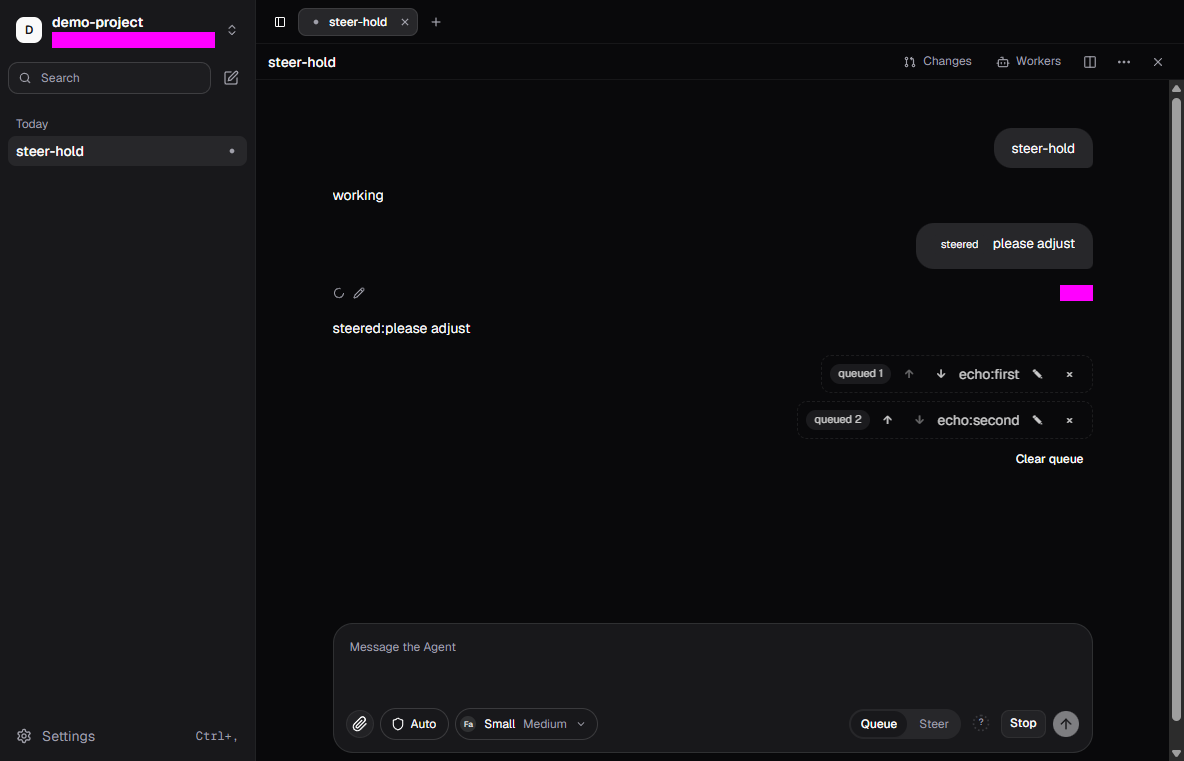 D
demo-project
Search
Today
steer-hold
Settings
Ctrl+,
steer-hold
steer-hold
Changes
Workers
steer-hold
working
steered please adjust
steered:please adjust
queued 1 echo:first
queued 2 echo:second
Clear queue
Message the Agent
Auto
Fa Small Medium
Queue Steer
?
Stop